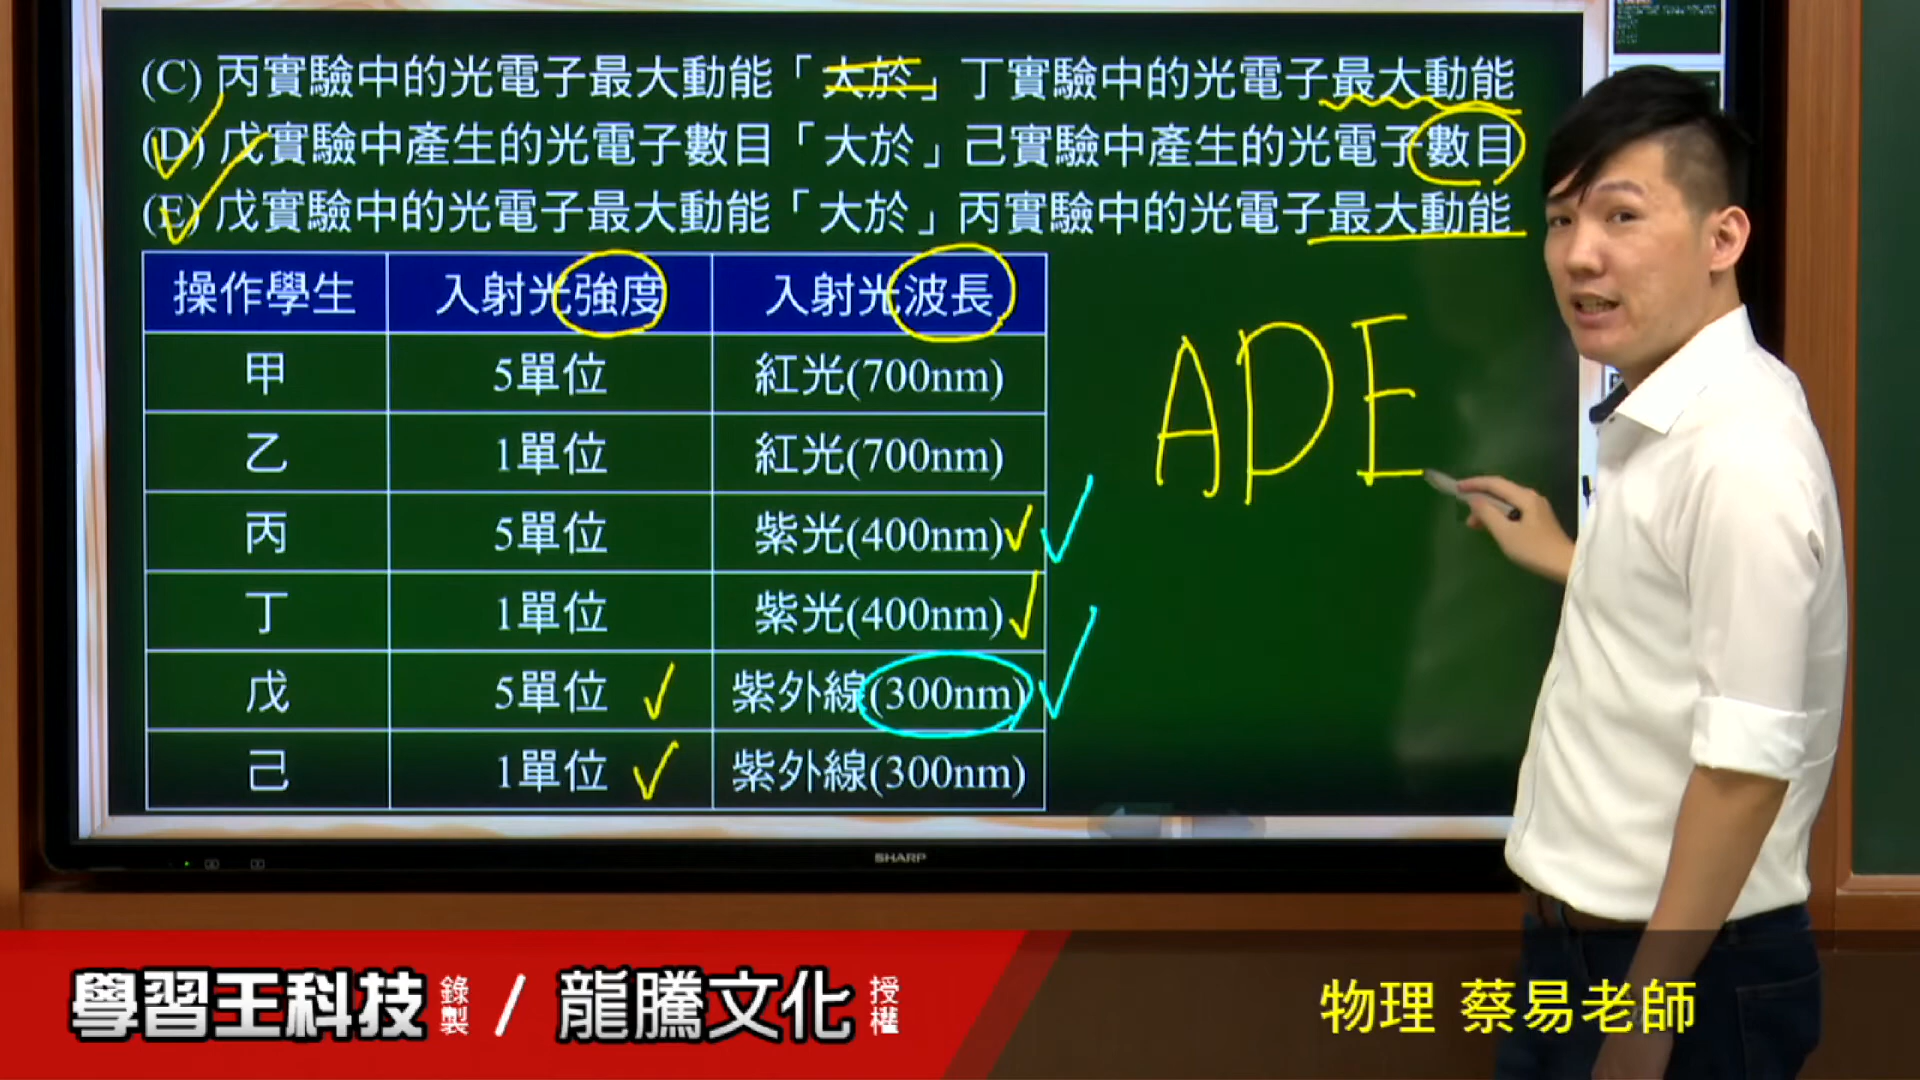 (C) 丙實驗中的光電子最大動能「大於」丁實驗中的光電子最大動能
(D) 戊實驗中產生的光電子數目「大於」己實驗中產生的光電子數目
(E) 戊實驗中的光電子最大動能「大於」丙實驗中的光電子最大動能
操作學生 入射光強度 入射光波長
甲 5單位 紅光(700nm)
乙 1單位 紅光(700nm)
丙 5單位 紫光(400nm)
丁 1單位 紫光(400nm)
戊 5單位 紫外線(300nm)
己 1單位 紫外線(300nm)
ADE
SHARP
學習王科技錄製/龍騰文化授權
物理 蔡易老師